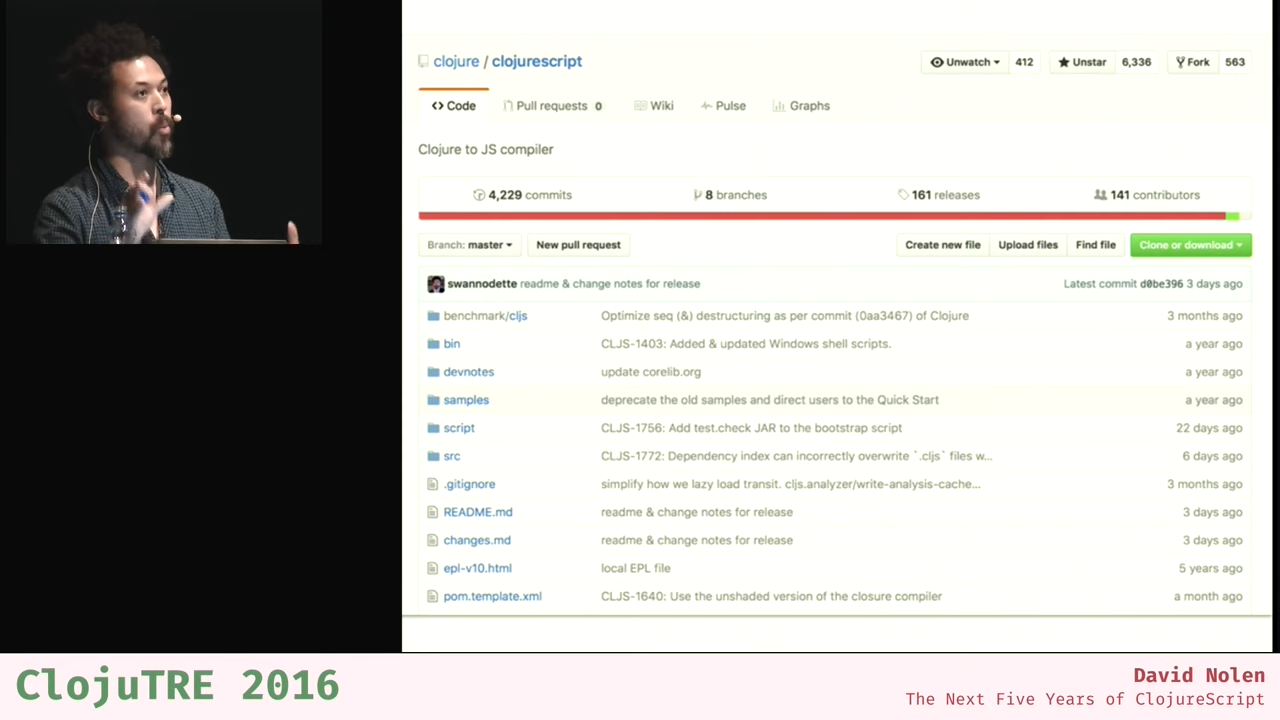 clojure / clojurescript
Unwatch 412 Unstar 6,336 Fork 563
Code Pull requests 0 Wiki Pulse Graphs
Clojure to JS compiler
4,229 commits 8 branches 161 releases 141 contributors
Branch: master New pull request Create new file Upload files Find file Clone or download
swannodette readme & change notes for release Latest commit d0be396 3 days ago
benchmark/cljs Optimize seq (&) destructuring as per commit (0aa3467) of Clojure 3 months ago
bin CLJS-1403: Added & updated Windows shell scripts. a year ago
devnotes update corelib.org a year ago
samples deprecate the old samples and direct users to the Quick Start a year ago
script CLJS-1756: Add test.check JAR to the bootstrap script 22 days ago
src CLJS-1772: Dependency index can incorrectly overwrite `.cljs` files w... 6 days ago
.gitignore simplify how we lazy load transit. cljs.analyzer/write-analysis-cache... 3 months ago
README.md readme & change notes for release 3 days ago
changes.md readme & change notes for release 3 days ago
epl-v10.html local EPL file 5 years ago
pom.template.xml CLJS-1640: Use the unshaded version of the closure compiler a month ago
ClojuTRE 2016
David Nolen
The Next Five Years of ClojureScript